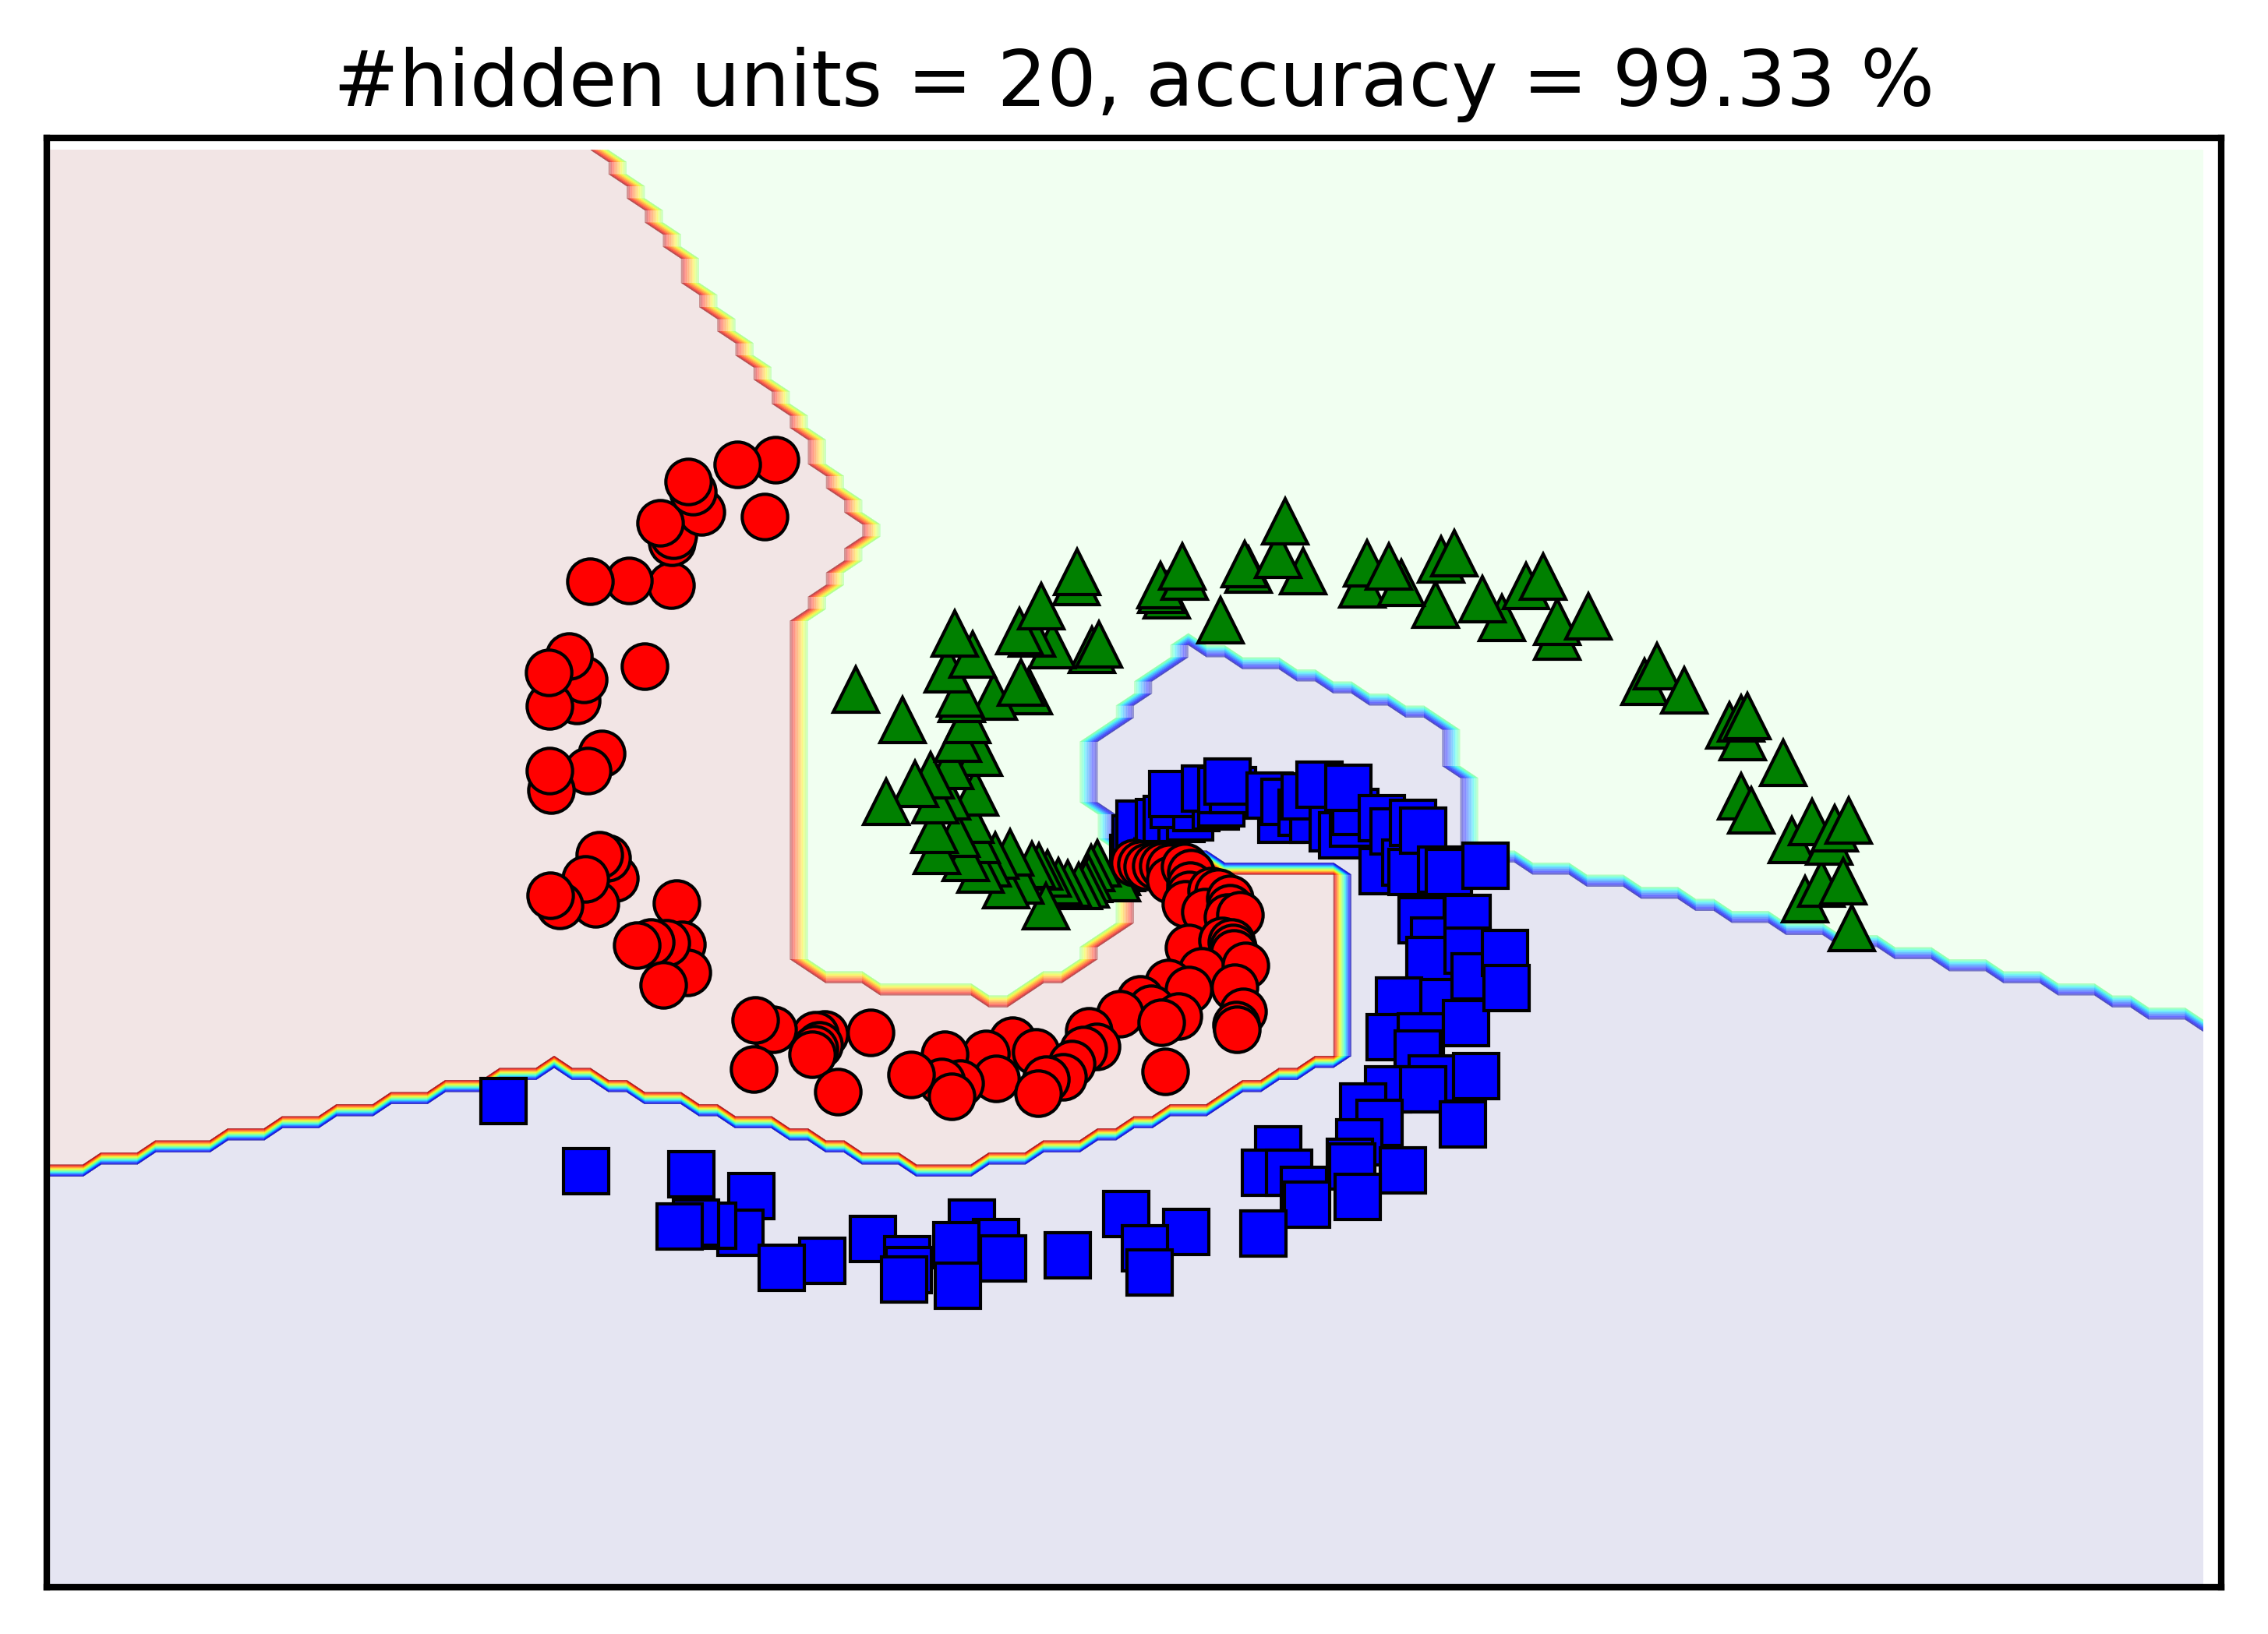 #hidden units = 20, accuracy = 99.33 %